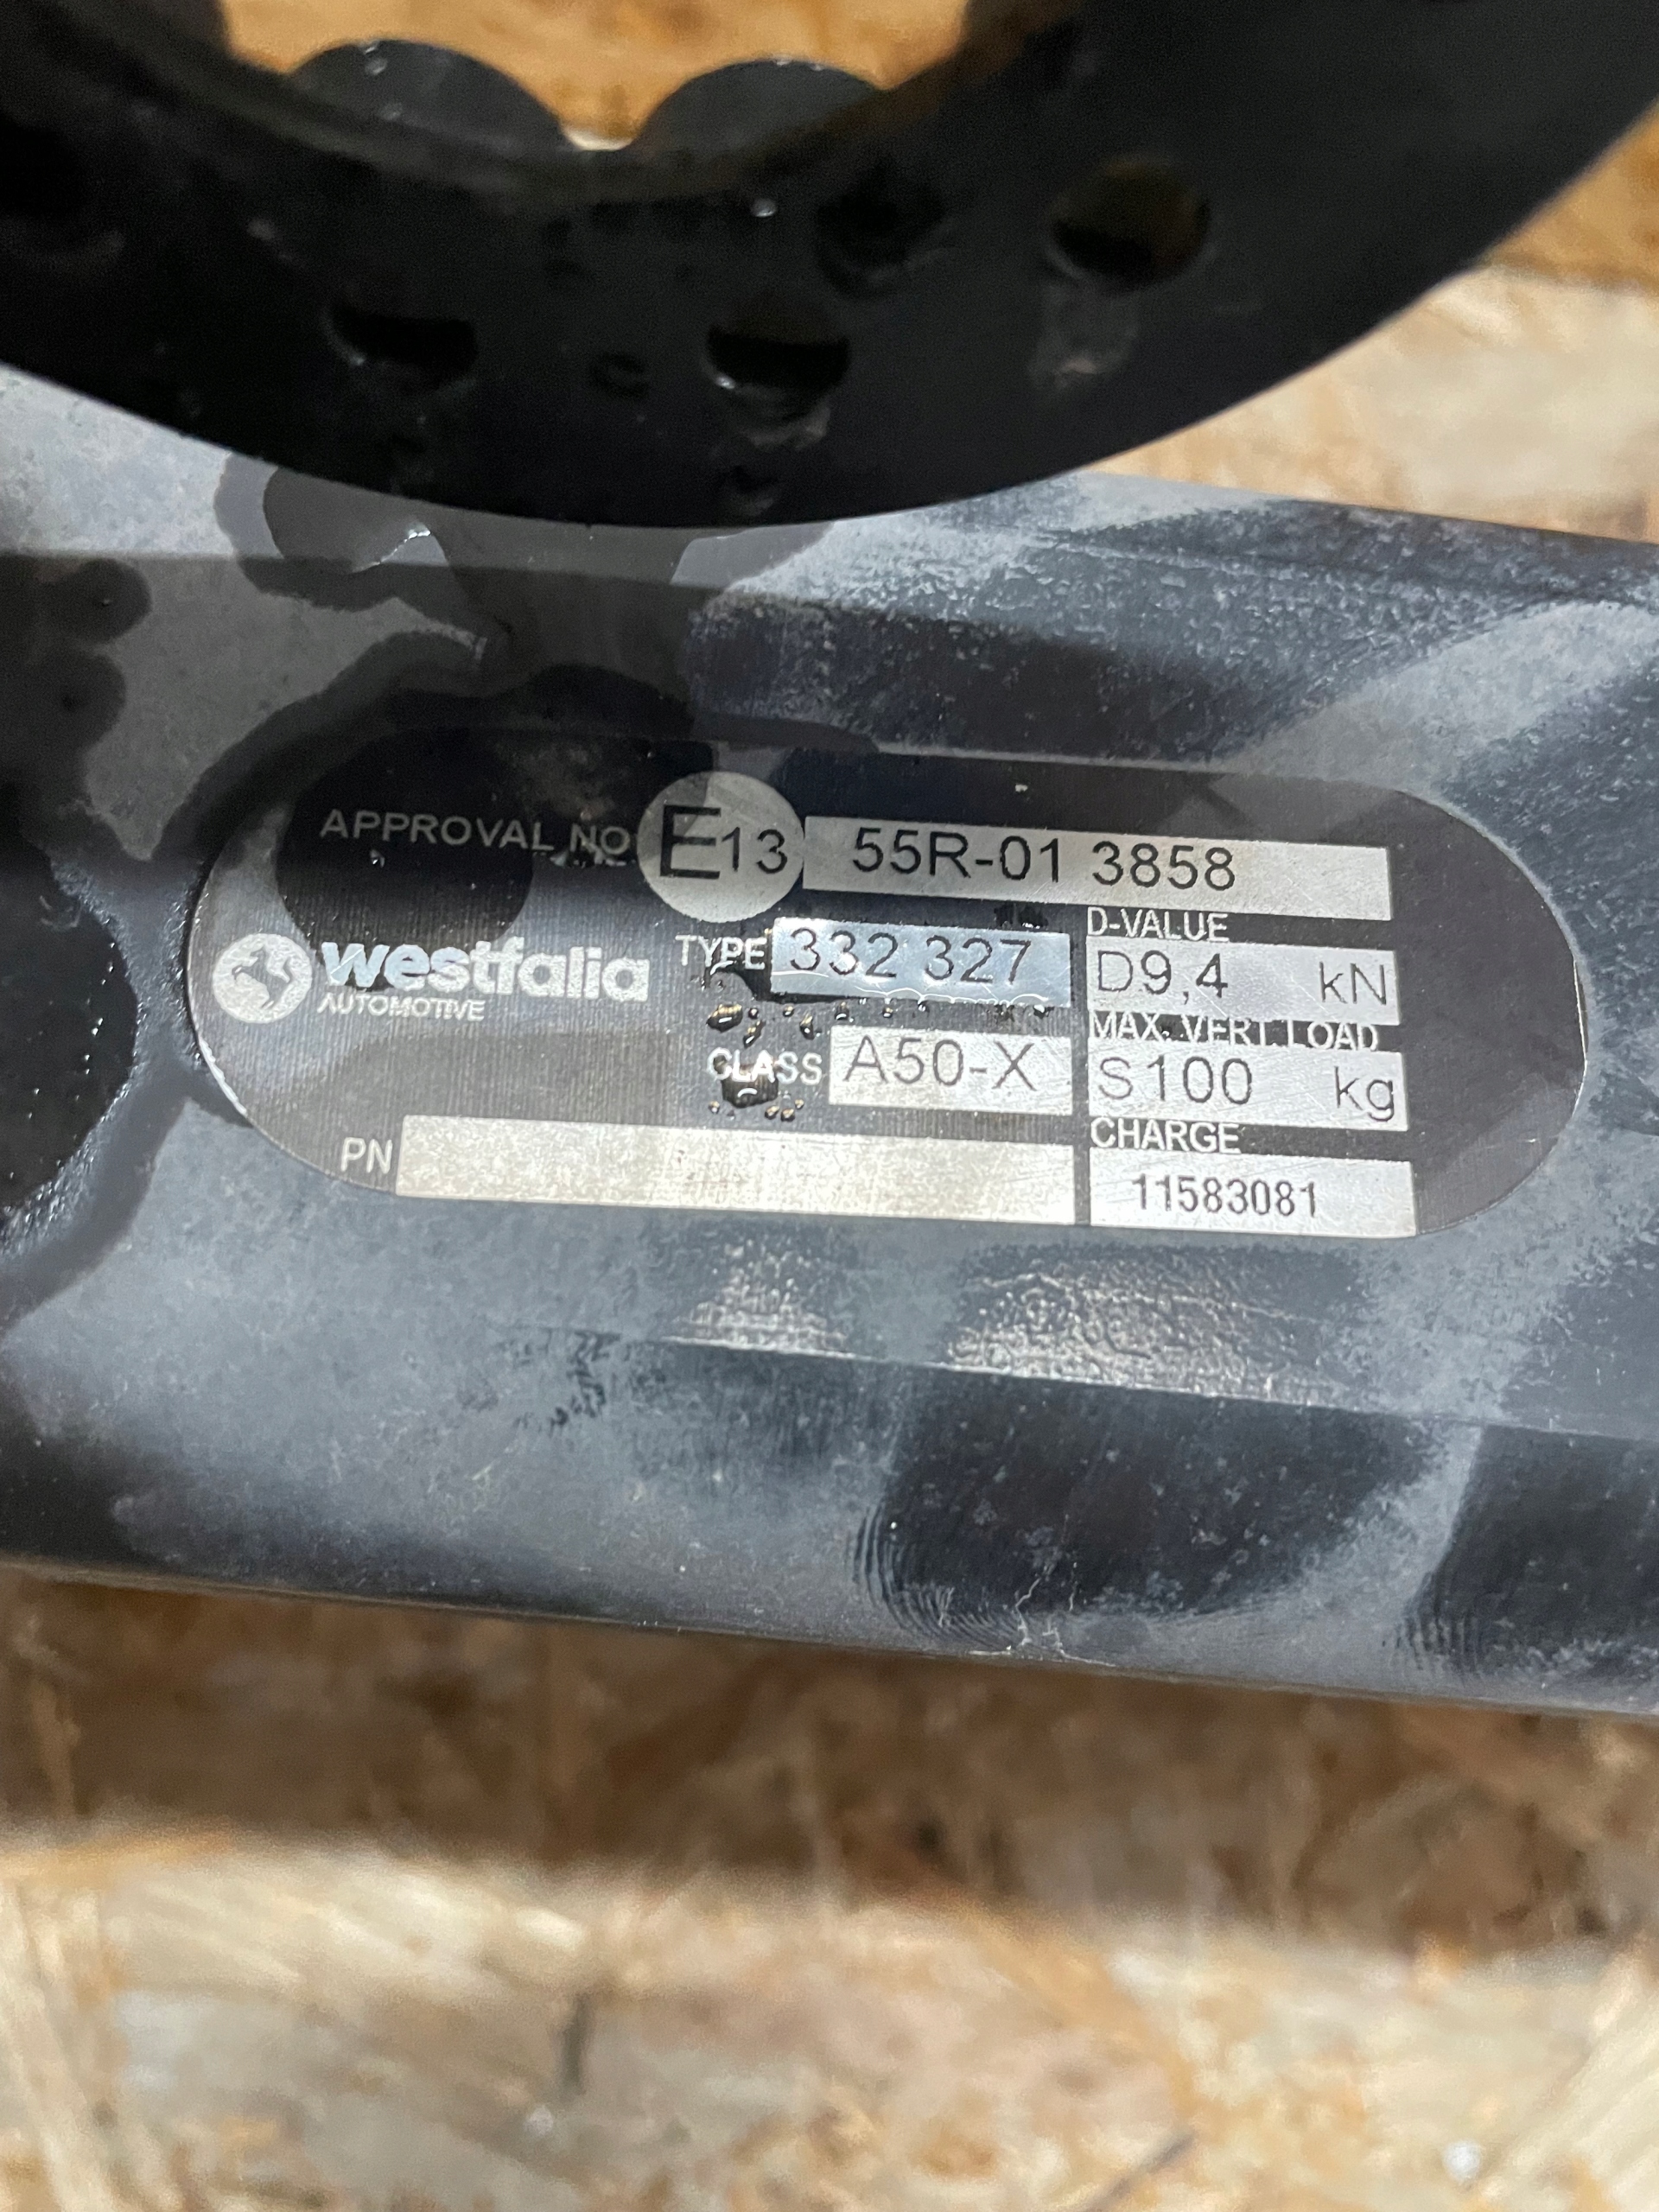 APPROVAL NO E13 55R-01 3858
D-VALUE
westfalia TYPE 332 327 D9,4 kN
AUTOMOTIVE
MAX. VERT. LOAD
CLASS A50-X S100 kg
CHARGE
PN 11583081